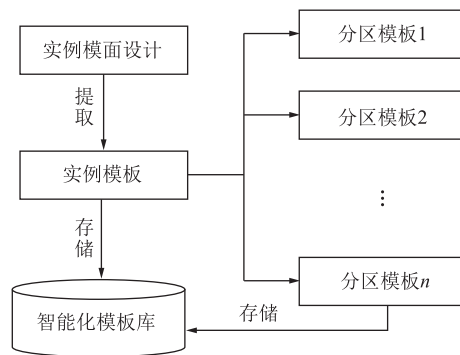 实例模面设计
提取
实例模板
存储
智能化模板库
分区模板1
分区模板2
⋮
分区模板n
存储